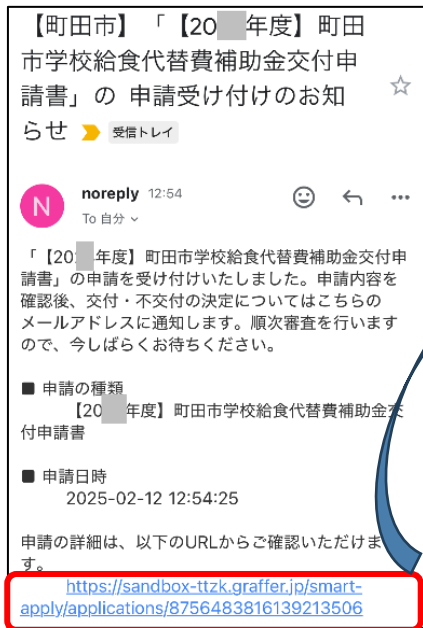 【町田市】「【20 年度】町田
市学校給食代替費補助金交付申
請書」の 申請受け付けのお知
らせ 受信トレイ
N
noreply 12:54
To 自分
「【20 年度】町田市学校給食代替費補助金交付申
請書」の申請を受け付けいたしました。申請内容を
確認後、交付・不交付の決定についてはこちらの
メールアドレスに通知します。順次審査を行います
ので、今しばらくお待ちください。
■ 申請の種類
【20 年度】町田市学校給食代替費補助金交
付申請書
■ 申請日時
2025-02-12 12:54:25
申請の詳細は、以下のURLからご確認いただけま
す。
https://sandbox-ttzk.graffer.jp/smart-
apply/applications/8756483816139213506